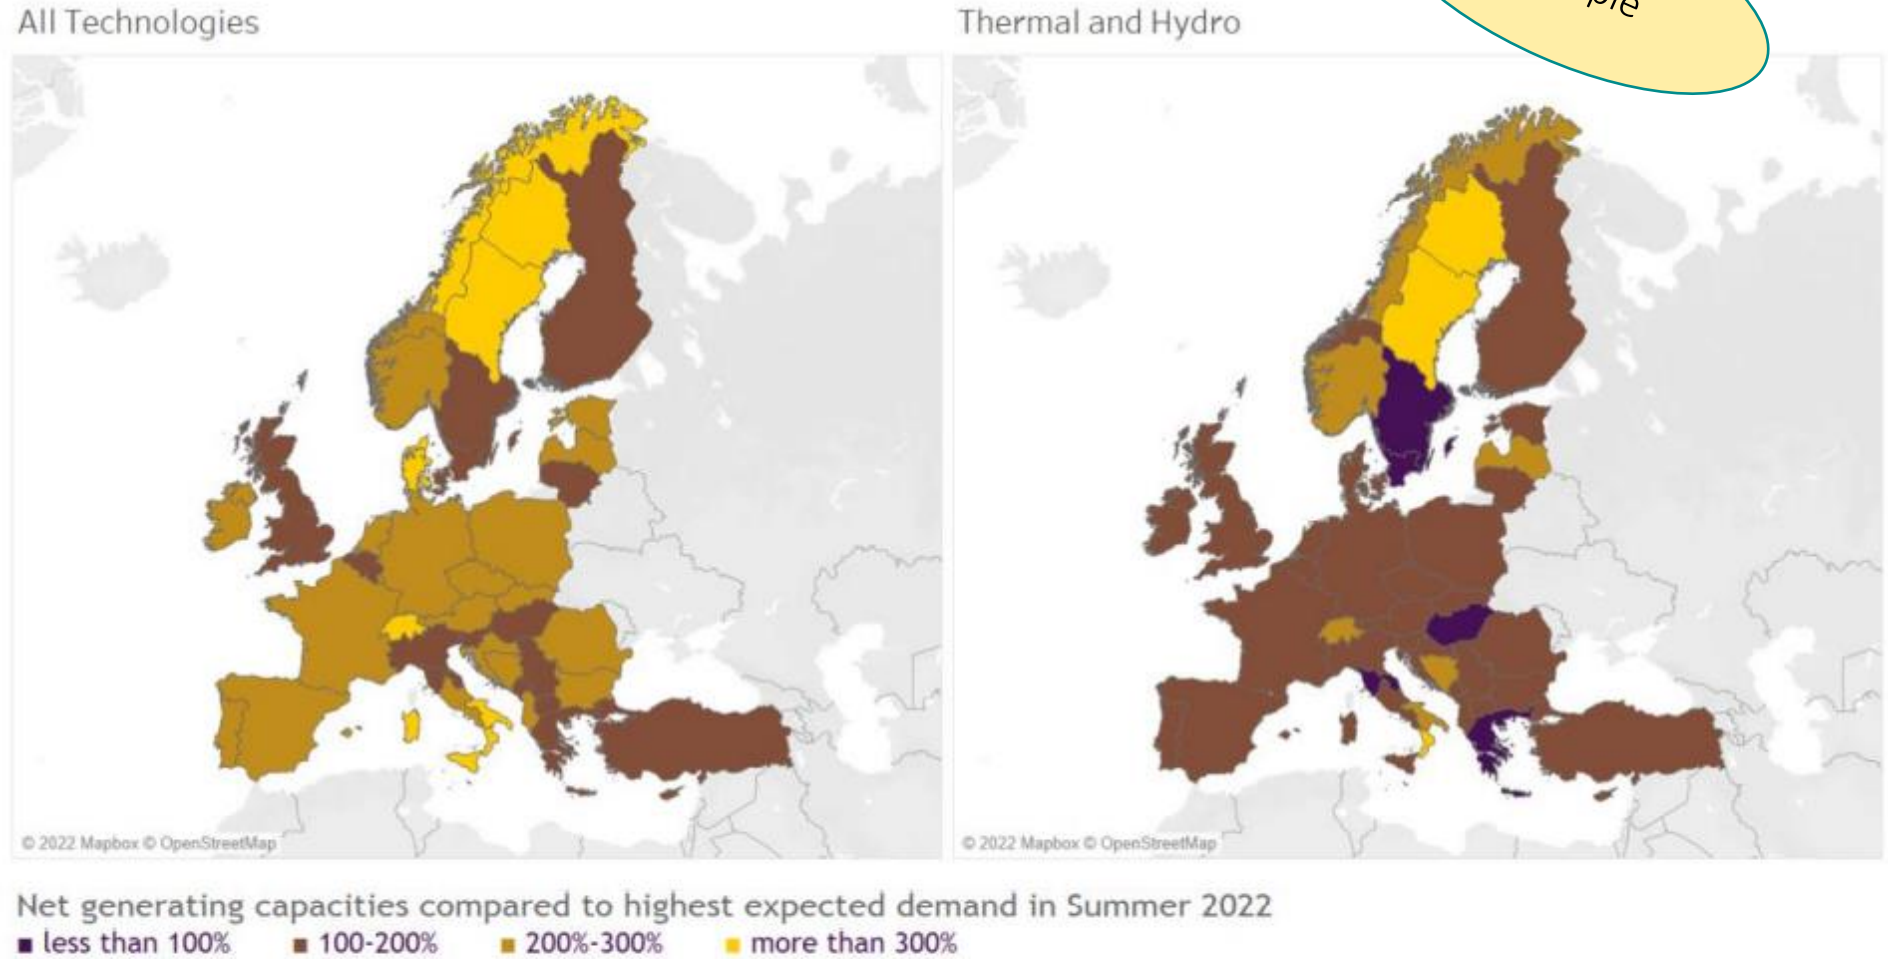 All Technologies
Thermal and Hydro
© 2022 Mapbox © OpenStreetMap
© 2022 Mapbox © OpenStreetMap
Net generating capacities compared to highest expected demand in Summer 2022
less than 100%
100-200%
200%-300%
more than 300%